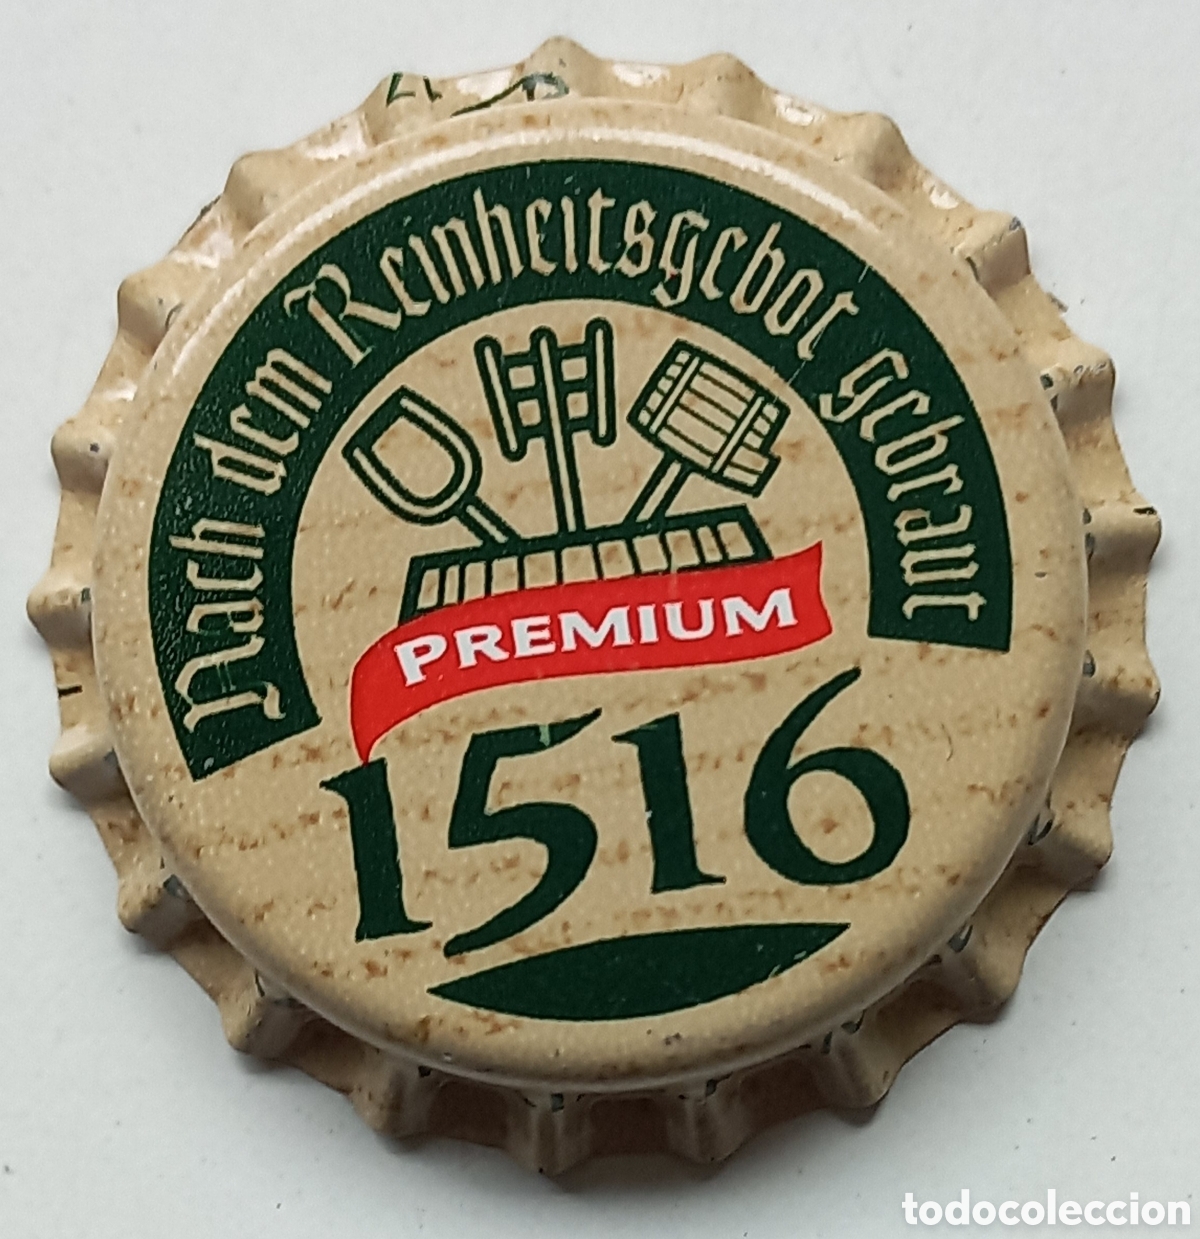 Nach dem Reinheitsgebot gebraut
PREMIUM
1516
todocoleccion